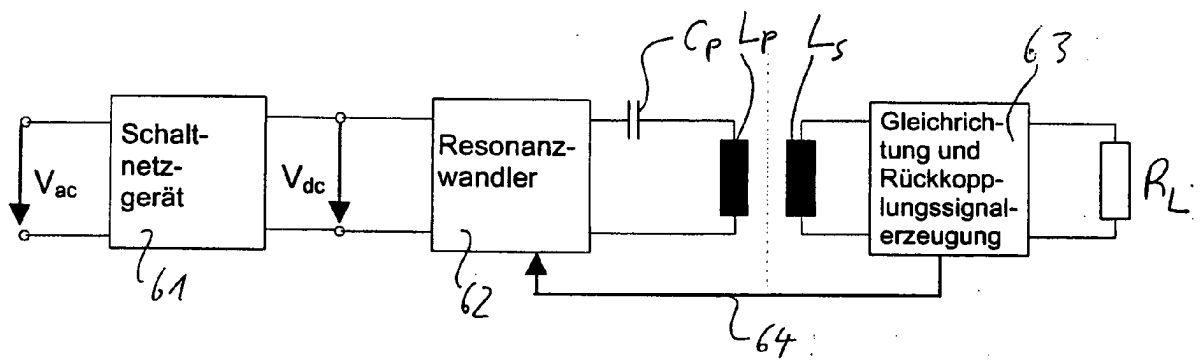 C_p L_p L_s 63
Schalt-
netz-
gerät
V_ac
V_dc
Resonanz-
wandler
Gleichrich-
tung und
Rückkopp-
lungssignal-
erzeugung
R_L
61
62
64